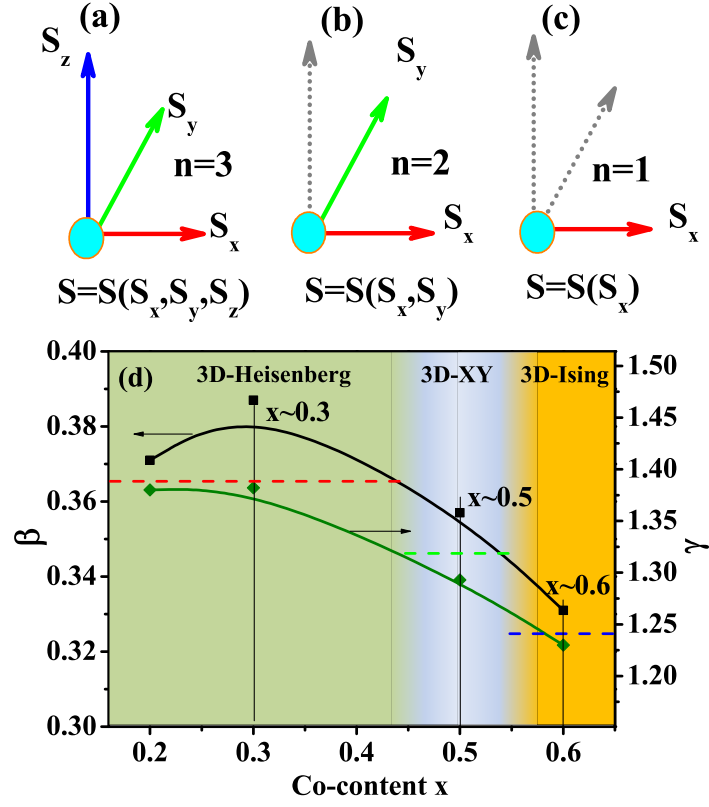 (a) (b) (c)
S_z S_y S_x n=3
S_y S_x n=2
S_x n=1
S=S(S_x,S_y,S_z) S=S(S_x,S_y) S=S(S_x)
(d) 3D-Heisenberg 3D-XY 3D-Ising
x~0.3
x~0.5
x~0.6
0.40
0.38
0.36
0.34
0.32
0.30
β
1.50
1.45
1.40
1.35
1.30
1.25
1.20
γ
0.2 0.3 0.4 0.5 0.6
Co-content x